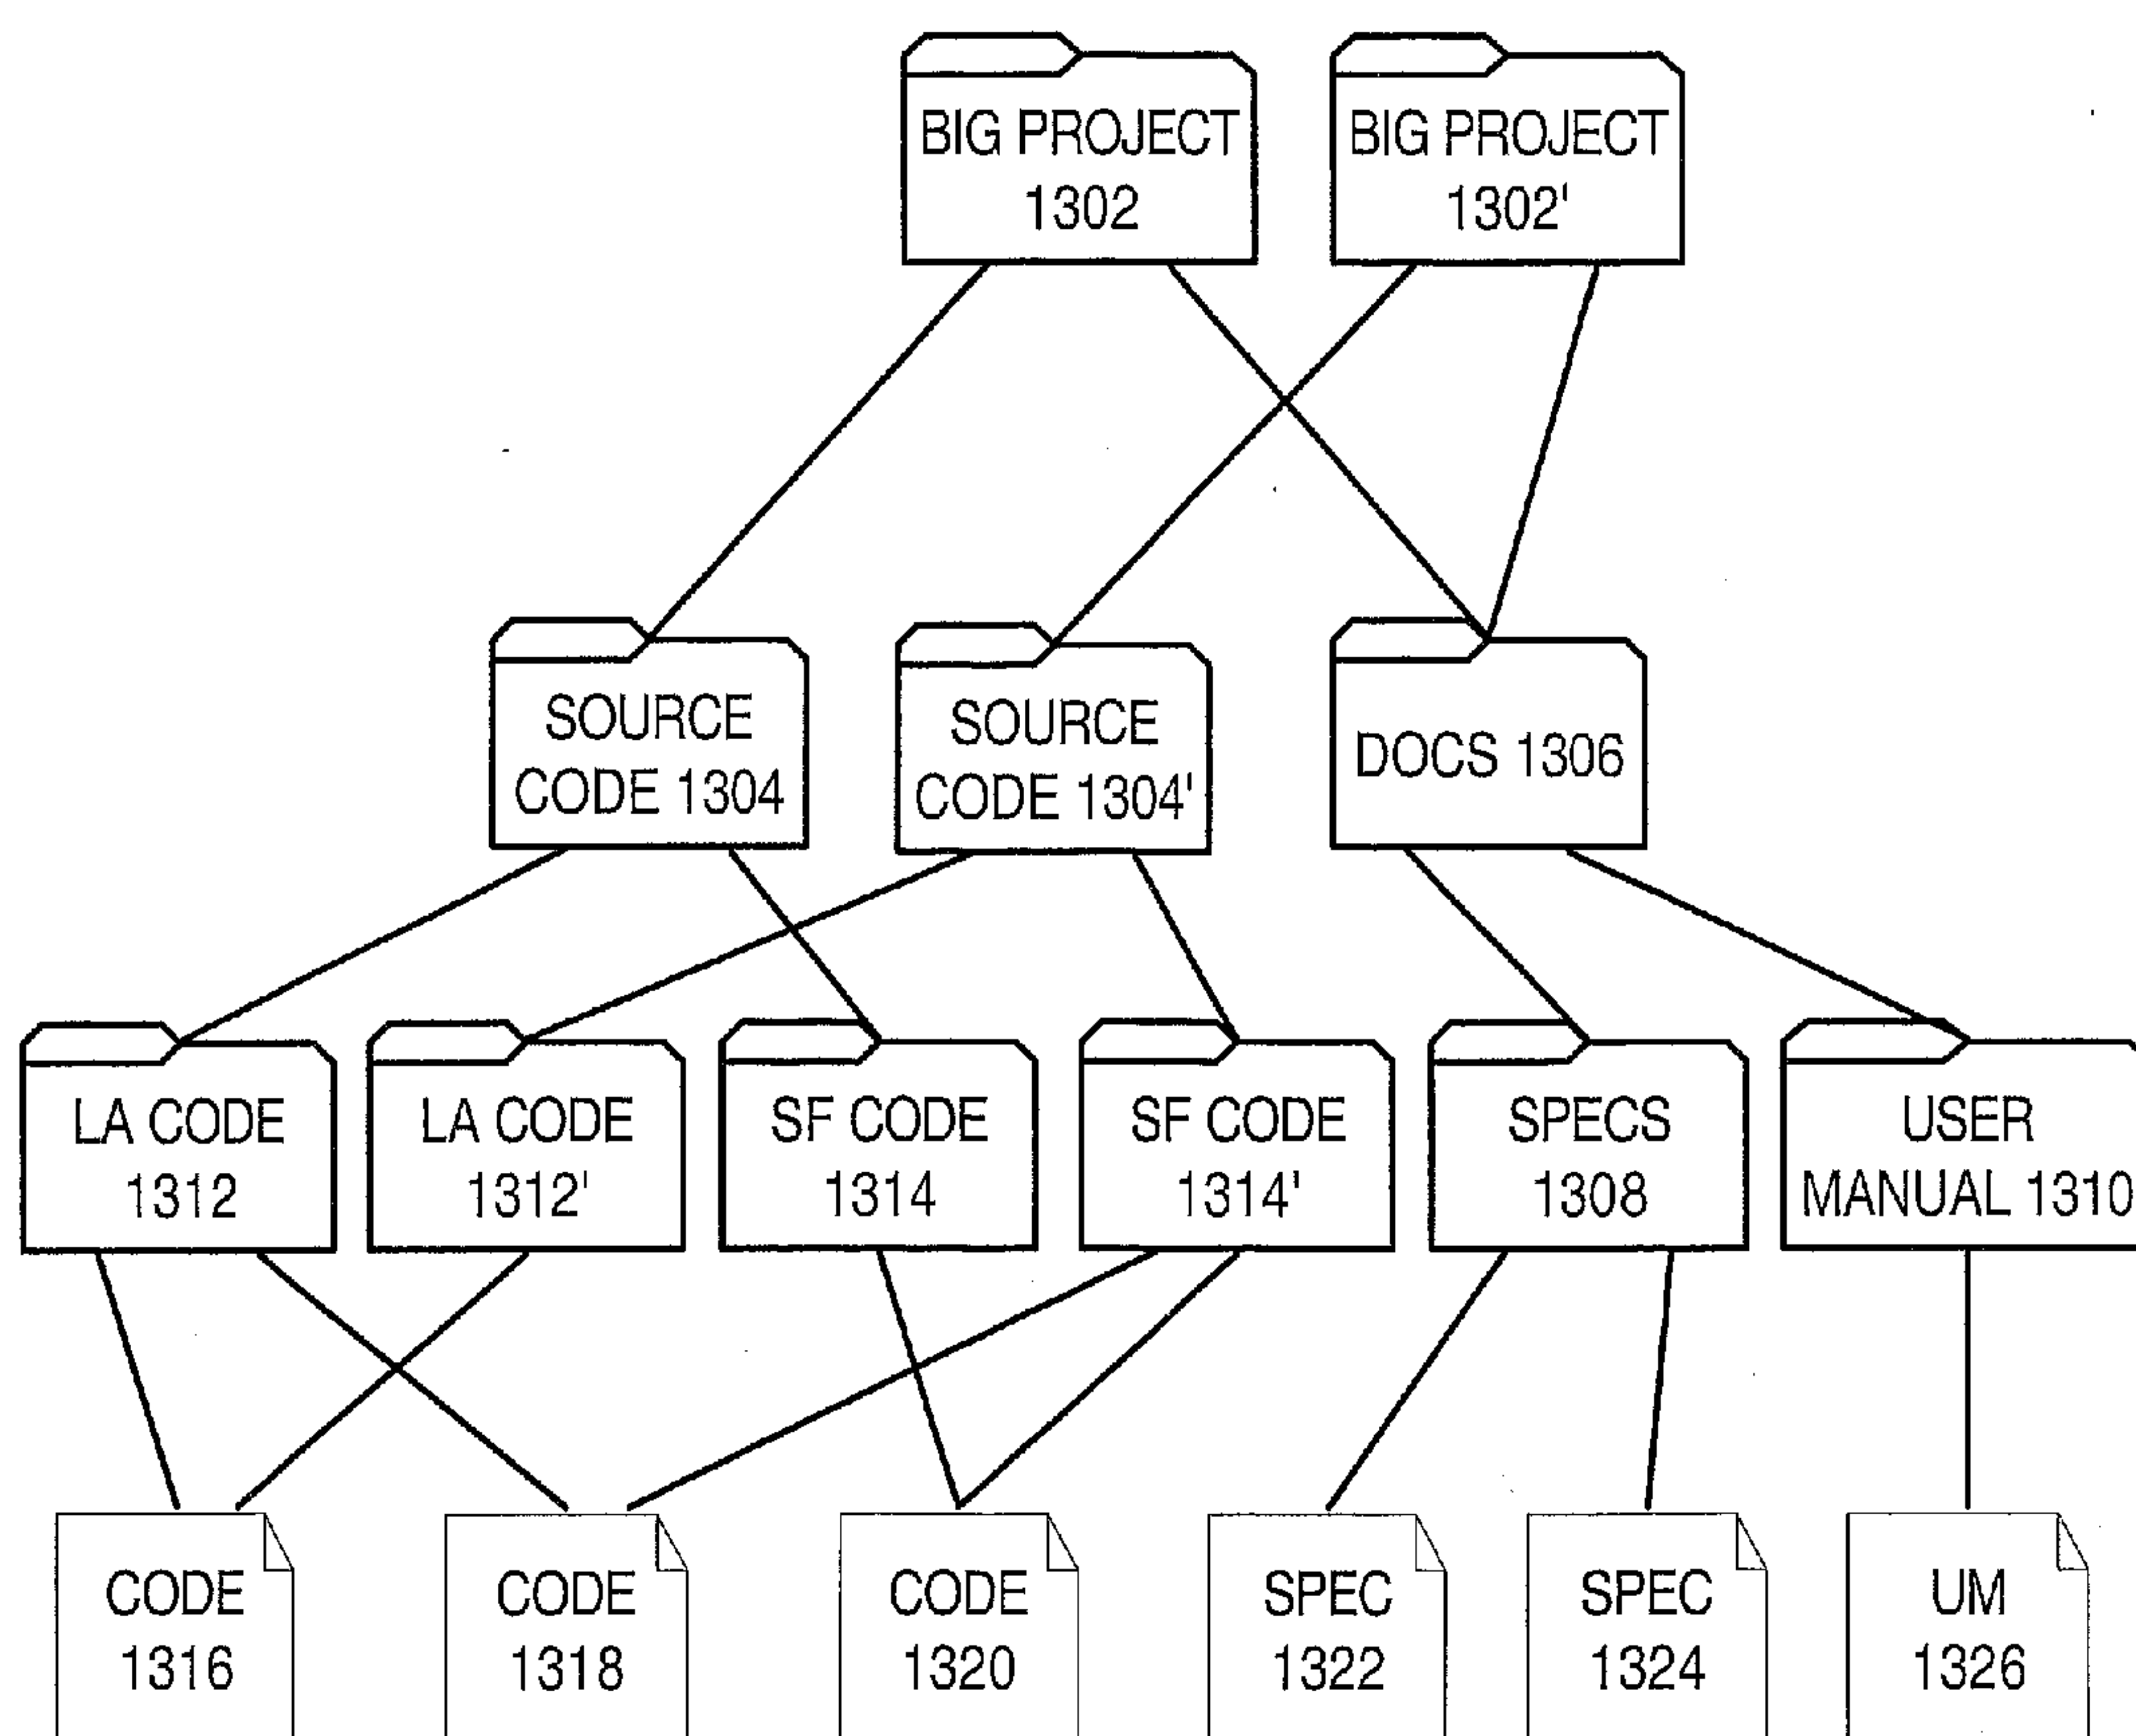 BIG PROJECT
1302
BIG PROJECT
1302'
SOURCE
CODE 1304
SOURCE
CODE 1304'
DOCS 1306
LA CODE
1312
LA CODE
1312'
SF CODE
1314
SF CODE
1314'
SPECS
1308
USER
MANUAL 1310
CODE
1316
CODE
1318
CODE
1320
SPEC
1322
SPEC
1324
UM
1326